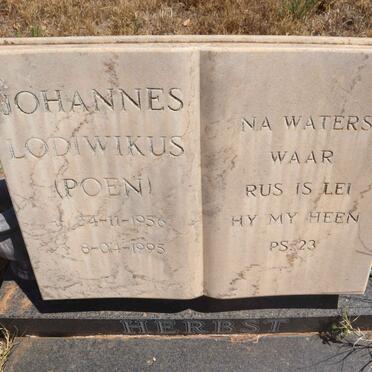 JOHANNES
LODIWIKUS
(POEN)
4-11-1956
8-04-1995
NA WATERS
WAAR
RUS IS LEI
HY MY HEEN
PS. 23
HERBST